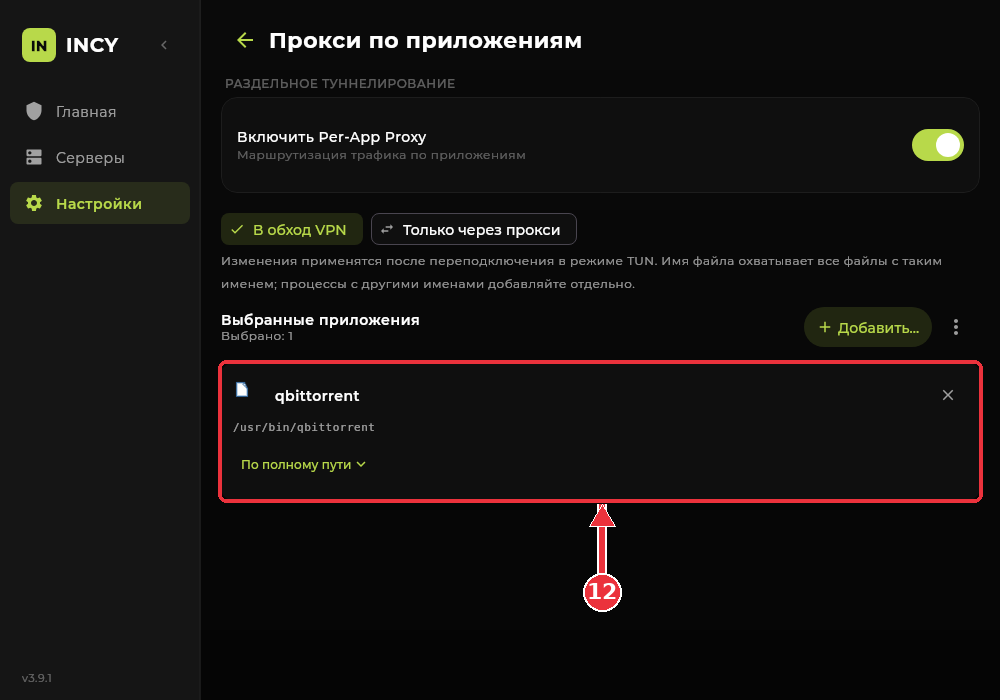 IN INCY
Главная
Серверы
Настройки
v3.9.1
Прокси по приложениям
РАЗДЕЛЬНОЕ ТУННЕЛИРОВАНИЕ
Включить Per-App Proxy
Маршрутизация трафика по приложениям
В обход VPN
Только через прокси
Изменения применятся после переподключения в режиме TUN. Имя файла охватывает все файлы с таким
именем; процессы с другими именами добавляйте отдельно.
Выбранные приложения
Выбрано: 1
+ Добавить...
qbittorrent
/usr/bin/qbittorrent
По полному пути
12